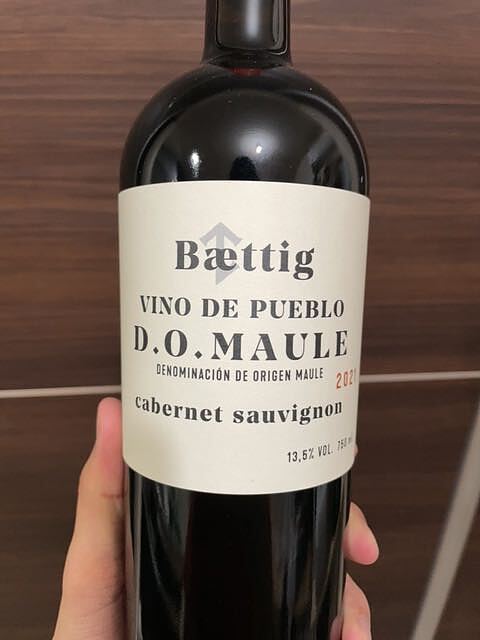 Bættig
VINO DE PUEBLO
D.O.MAULE
DENOMINACIÓN DE ORIGEN MAULE
2021
cabernet sauvignon
13,5% VOL. 750 ml